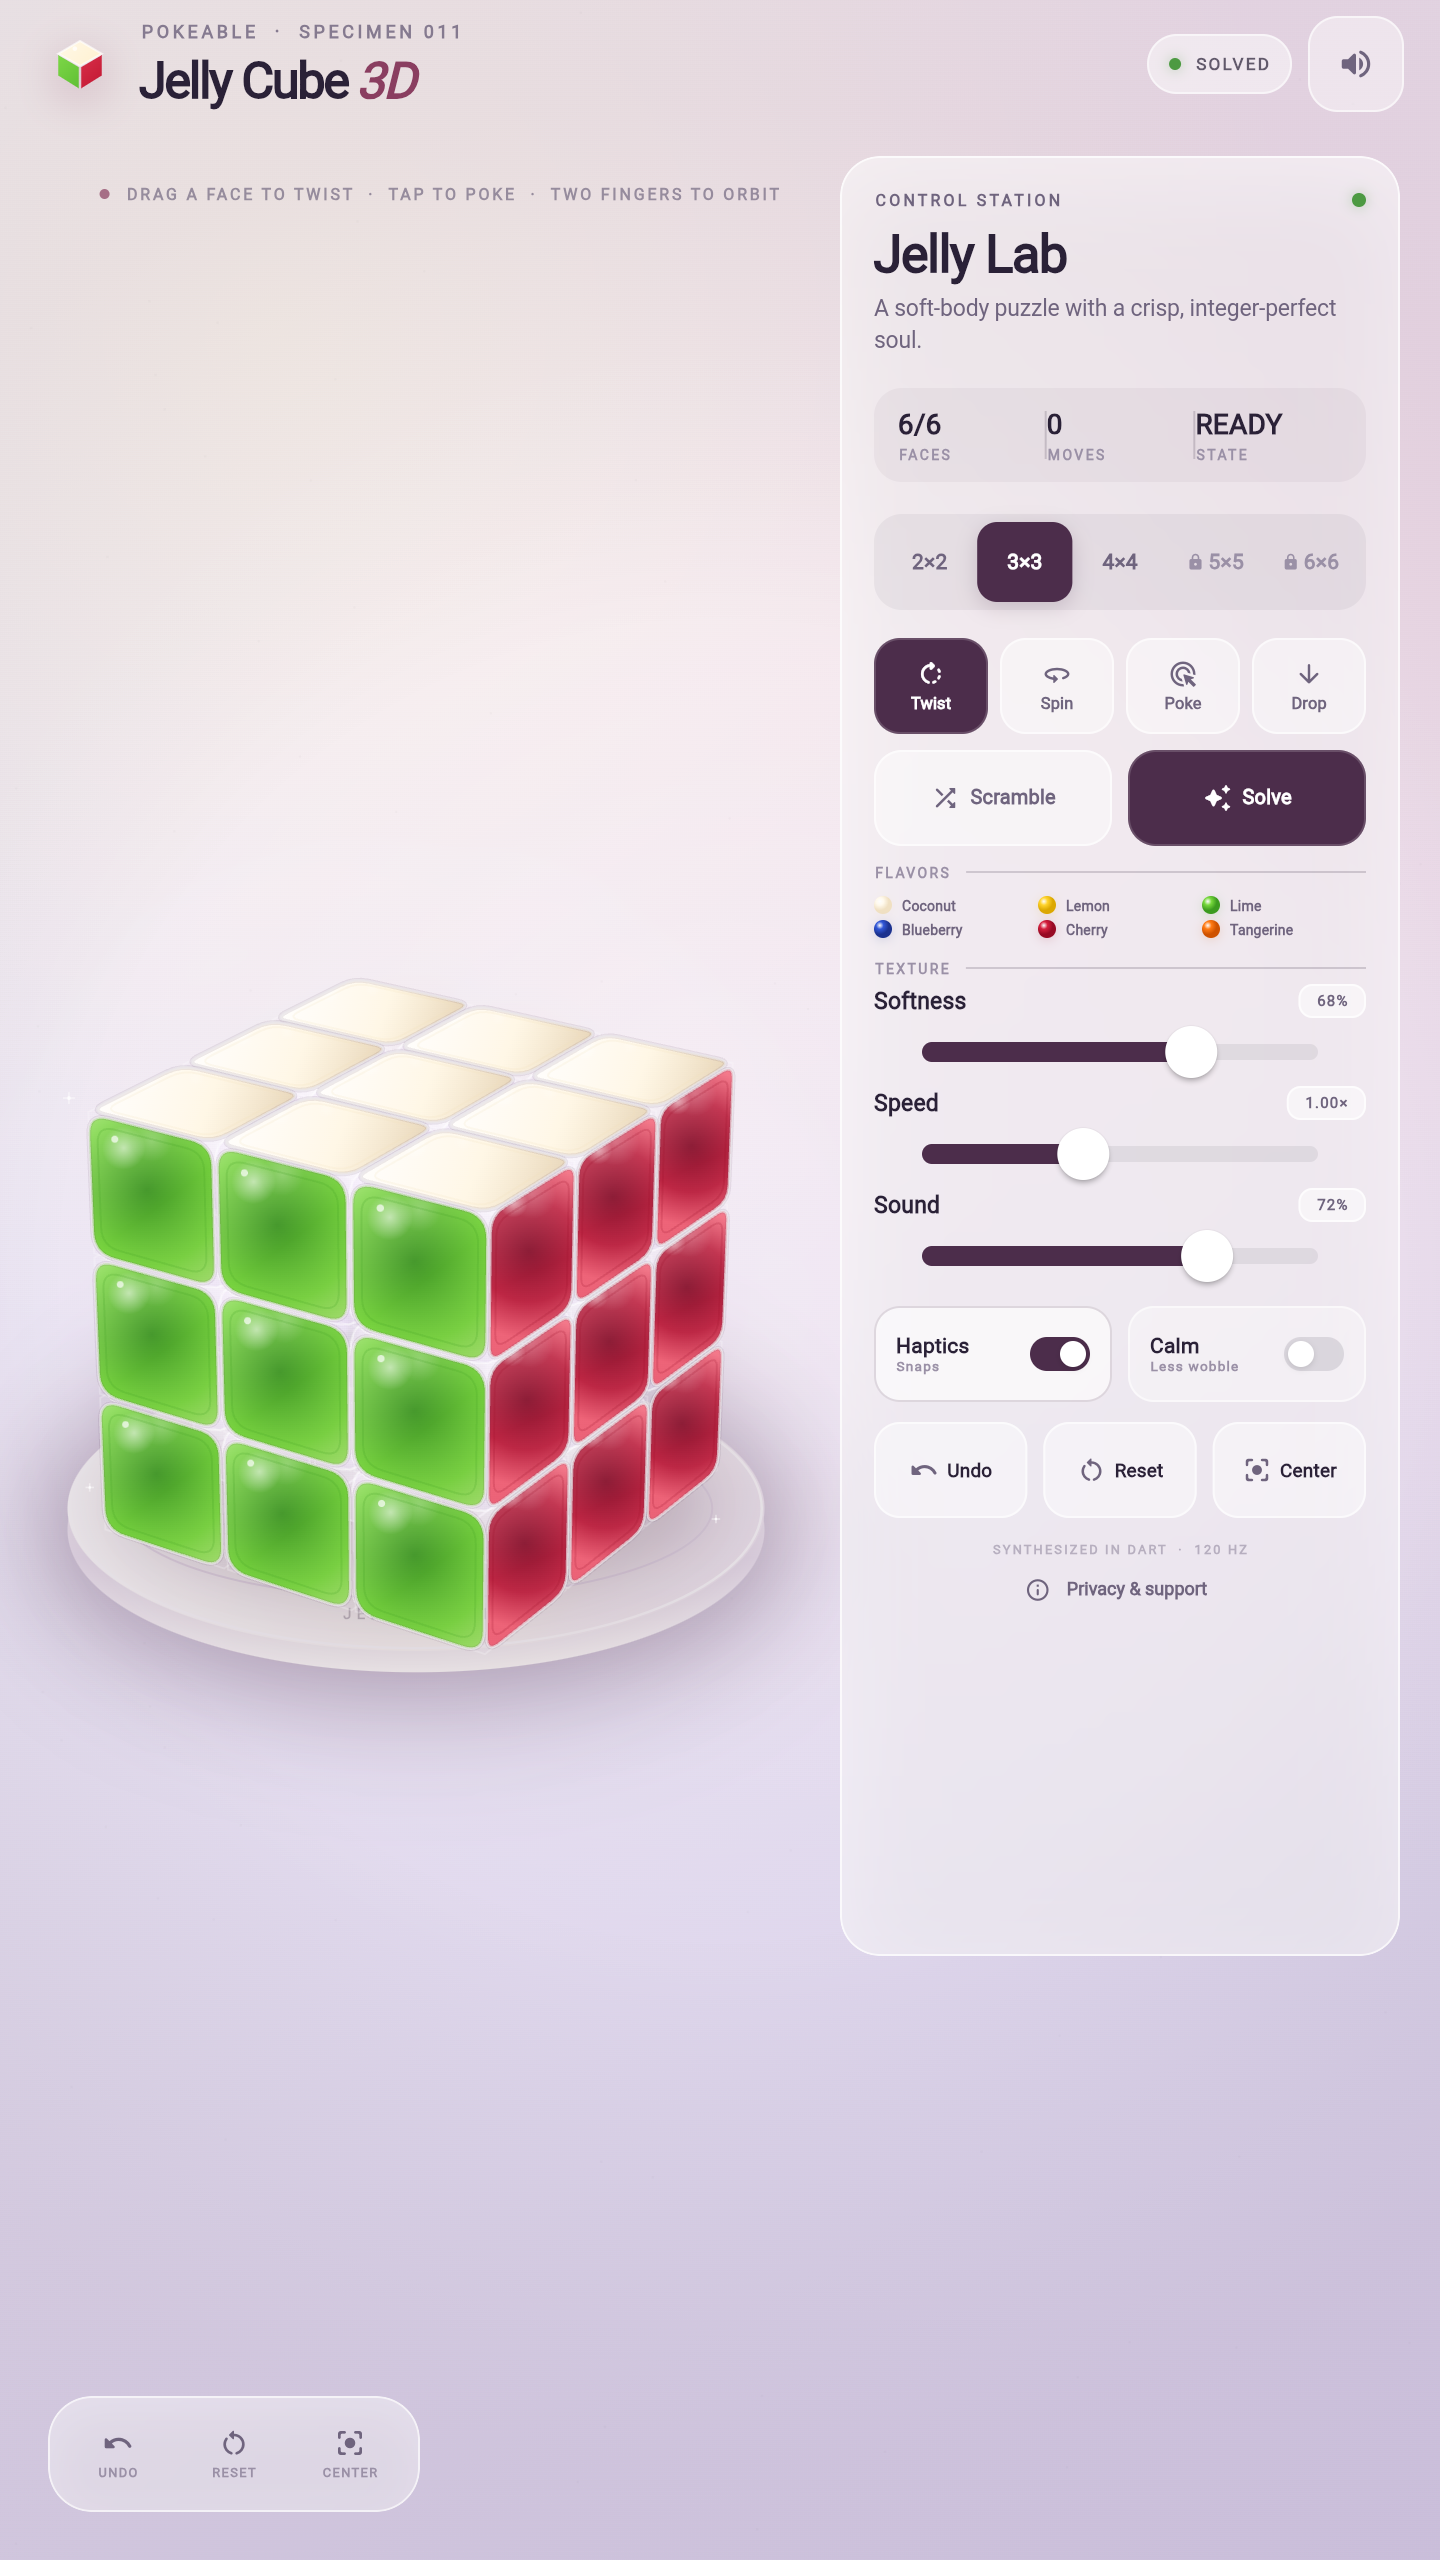 POKEABLE · SPECIMEN 011
Jelly Cube 3D
SOLVED
DRAG A FACE TO TWIST · TAP TO POKE · TWO FINGERS TO ORBIT
CONTROL STATION
Jelly Lab
A soft-body puzzle with a crisp, integer-perfect
soul.
6/6 0 READY
FACES MOVES STATE
2×2 3×3 4×4 5×5 6×6
Twist Spin Poke Drop
Scramble Solve
FLAVORS
Coconut Lemon Lime
Blueberry Cherry Tangerine
TEXTURE
Softness 68%
Speed 1.00×
Sound 72%
Haptics
Snaps
Calm
Less wobble
Undo Reset Center
SYNTHESIZED IN DART · 120 HZ
Privacy & support
UNDO RESET CENTER